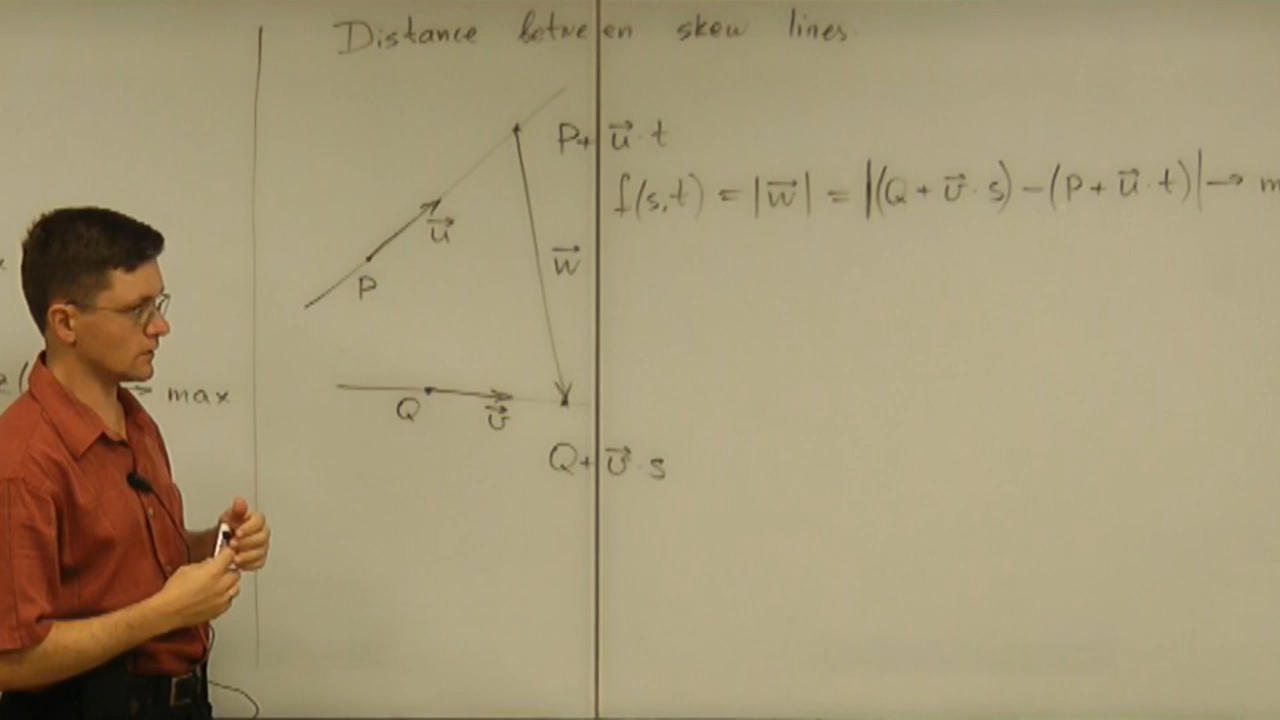 Distance between skew lines.
P+ u⃗ · t
f(s,t) = |w⃗| = |(Q + v⃗ · s) – (P + u⃗ · t)| → m
u⃗
w⃗
P
→ max
Q
v⃗
Q+ v⃗ · s